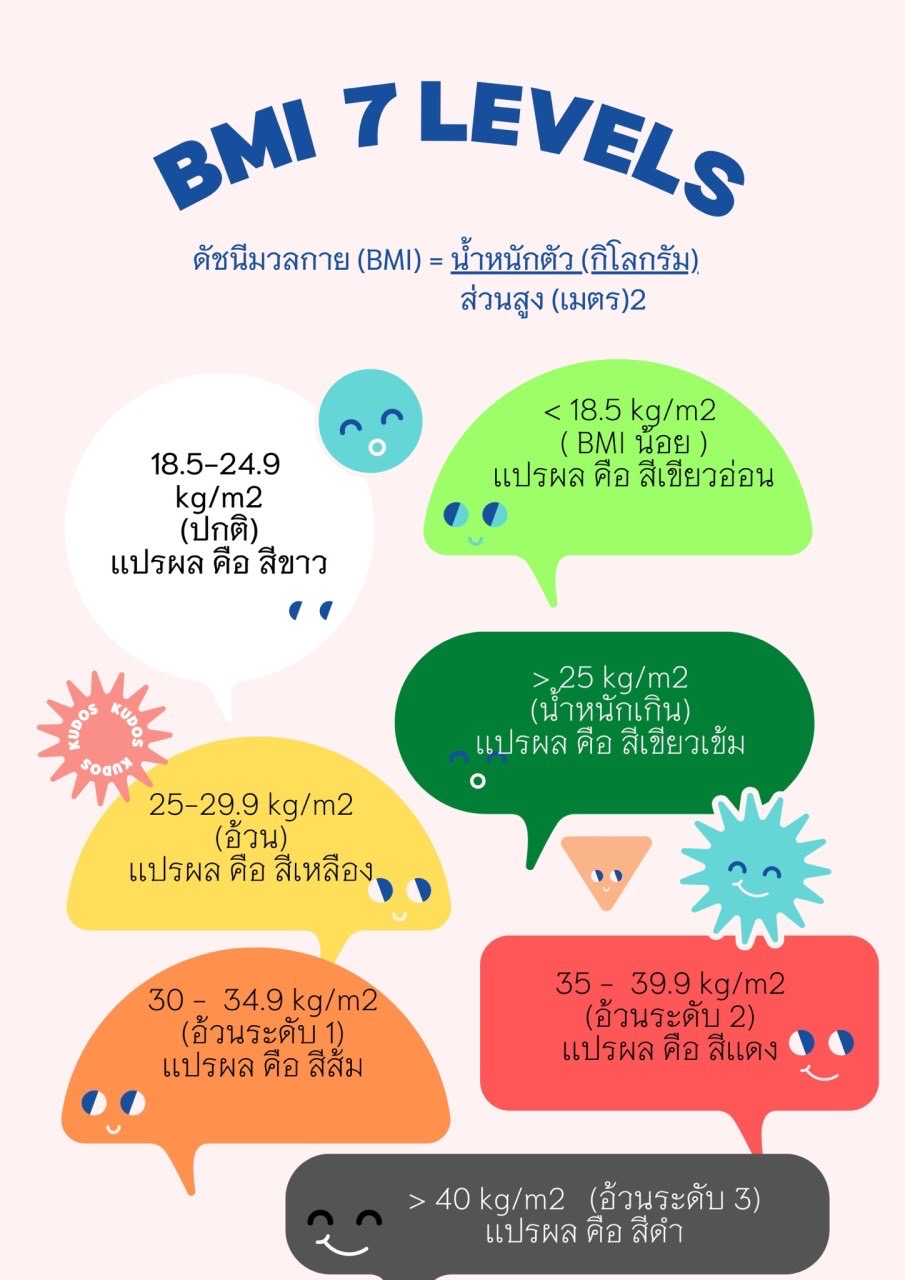 BMI 7 LEVELS
ดัชนีมวลกาย (BMI) = น้ำหนักตัว (กิโลกรัม)
ส่วนสูง (เมตร)2
18.5-24.9
kg/m2
(ปกติ)
แปรผล คือ สีขาว
< 18.5 kg/m2
( BMI น้อย )
แปรผล คือ สีเขียวอ่อน
> 25 kg/m2
(น้ำหนักเกิน)
แปรผล คือ สีเขียวเข้ม
KUDOS KUDOS KUDOS
25-29.9 kg/m2
(อ้วน)
แปรผล คือ สีเหลือง
30 - 34.9 kg/m2
(อ้วนระดับ 1)
แปรผล คือ สีส้ม
35 - 39.9 kg/m2
(อ้วนระดับ 2)
แปรผล คือ สีแดง
> 40 kg/m2 (อ้วนระดับ 3)
แปรผล คือ สีดำ